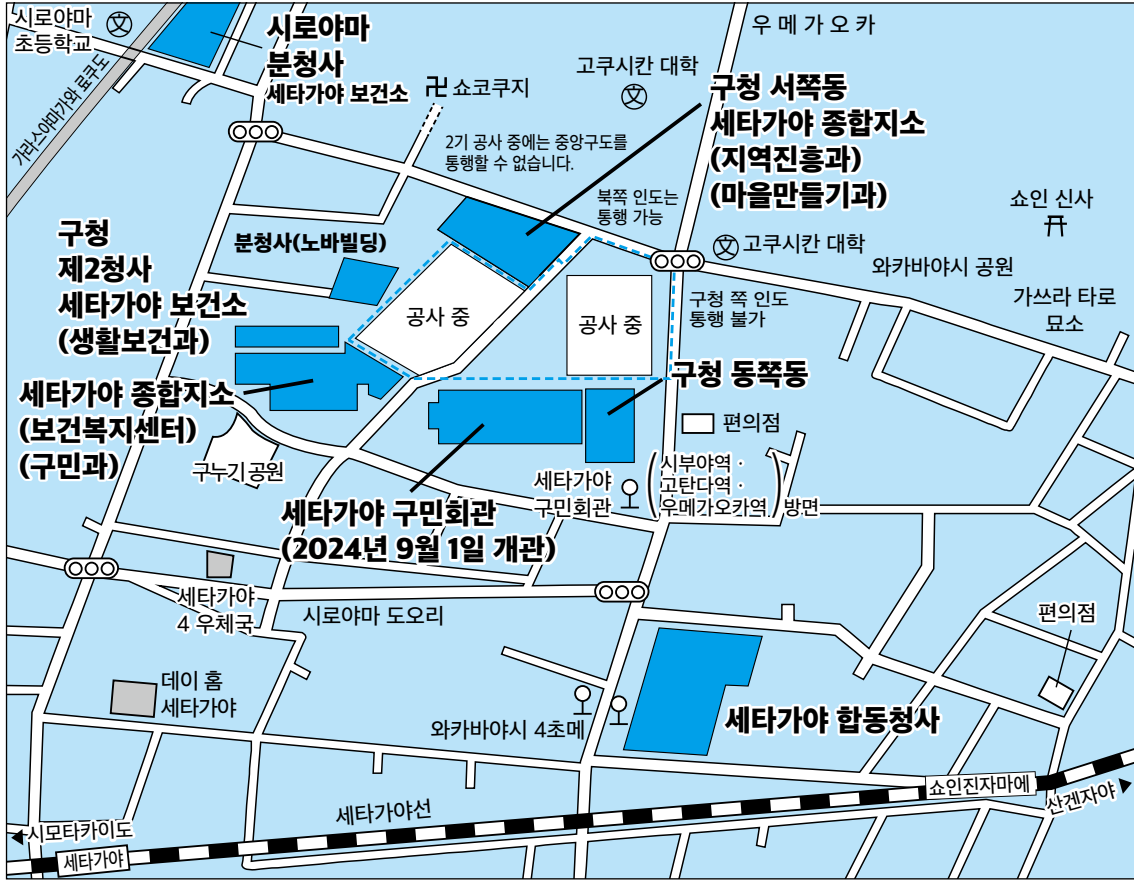 시로야마
초등학교
시로야마
분청사
세타가야 보건소
가라스야마가와 료쿠도
쇼코쿠지
고쿠시칸 대학
우메가오카
2기 공사 중에는 중앙구도를
통행할 수 없습니다.
구청 서쪽동
세타가야 종합지소
(지역진흥과)
(마을만들기과)
북쪽 인도는
통행 가능
쇼인 신사
고쿠시칸 대학
와카바야시 공원
가쓰라 타로
묘소
구청
제2청사
세타가야 보건소
(생활보건과)
분청사(노바빌딩)
공사 중
공사 중
구청 쪽 인도
통행 불가
세타가야 종합지소
(보건복지센터)
(구민과)
구누기 공원
구청 동쪽동
편의점
세타가야
구민회관
시부야역 ·
고탄다역 ·
우메가오카역
방면
세타가야 구민회관
(2024년 9월 1일 개관)
세타가야
4 우체국
시로야마 도오리
편의점
데이 홈
세타가야
와카바야시 4초메
세타가야 합동청사
쇼인진자마에
산겐자야
세타가야선
시모타카이도
세타가야